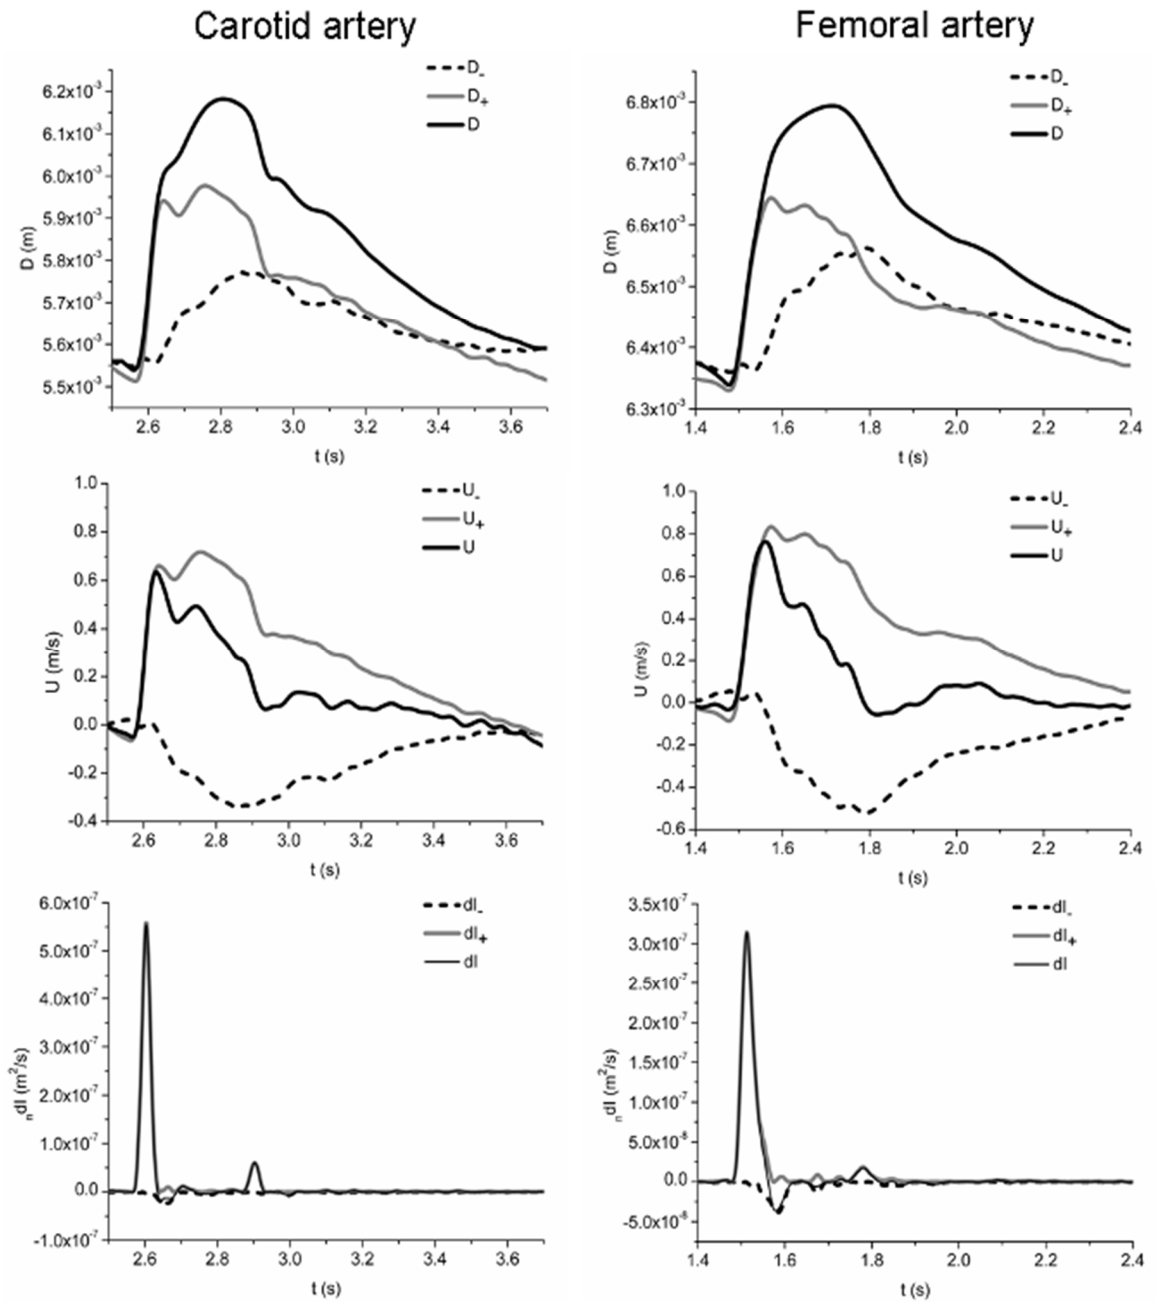 Carotid artery
Femoral artery
D-
D+
D
6.2x10-3
6.1x10-3
6.0x10-3
5.9x10-3
5.8x10-3
5.7x10-3
5.6x10-3
5.5x10-3
D (m)
2.6 2.8 3.0 3.2 3.4 3.6
t (s)
D-
D+
D
6.8x10-3
6.7x10-3
6.6x10-3
6.5x10-3
6.4x10-3
6.3x10-3
D (m)
1.4 1.6 1.8 2.0 2.2 2.4
t (s)
U-
U+
U
1.0
0.8
0.6
0.4
0.2
0.0
-0.2
-0.4
U (m/s)
2.6 2.8 3.0 3.2 3.4 3.6
t (s)
U-
U+
U
1.0
0.8
0.6
0.4
0.2
0.0
-0.2
-0.4
-0.6
U (m/s)
1.4 1.6 1.8 2.0 2.2 2.4
t (s)
dI-
dI+
dI
6.0x10-7
5.0x10-7
4.0x10-7
3.0x10-7
2.0x10-7
1.0x10-7
0.0
-1.0x10-7
ndI (m2/s)
2.6 2.8 3.0 3.2 3.4 3.6
t (s)
dI-
dI+
dI
3.5x10-7
3.0x10-7
2.5x10-7
2.0x10-7
1.5x10-7
1.0x10-7
5.0x10-8
0.0
-5.0x10-8
ndI (m2/s)
1.4 1.6 1.8 2.0 2.2 2.4
t (s)